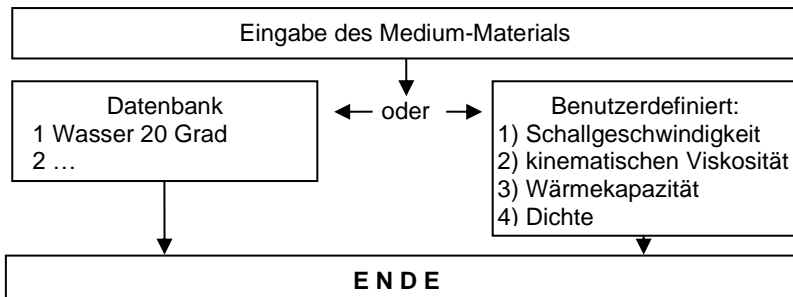 Eingabe des Medium-Materials
Datenbank
1 Wasser 20 Grad
2 …
oder
Benutzerdefiniert:
1) Schallgeschwindigkeit
2) kinematischen Viskosität
3) Wärmekapazität
4) Dichte
E N D E